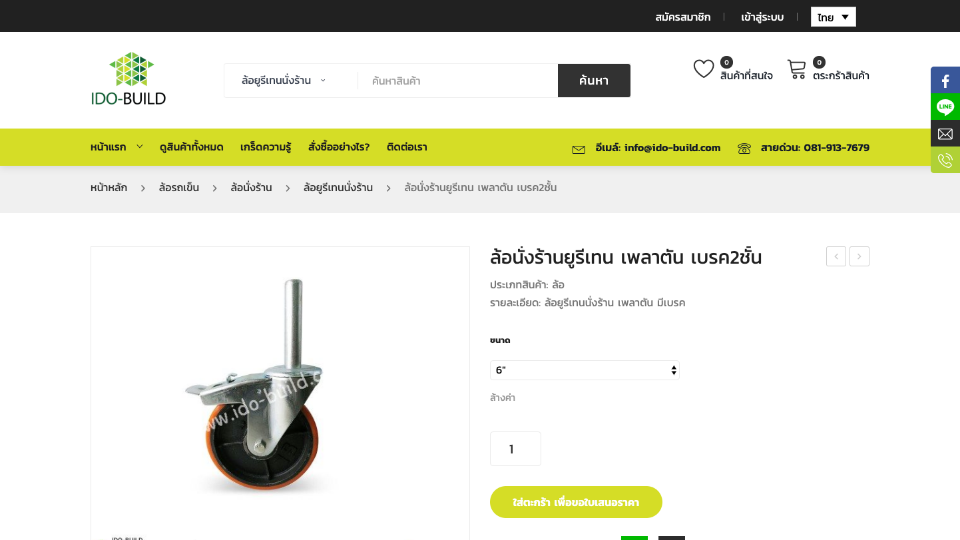 สมัครสมาชิก | เข้าสู่ระบบ | ไทย
IDO-BUILD
ล้อยูรีเทนนั่งร้าน
ค้นหาสินค้า
ค้นหา
0
สินค้าที่สนใจ
0
ตระกร้าสินค้า
LINE
หน้าแรก ดูสินค้าทั้งหมด เกร็ดความรู้ สั่งซื้ออย่างไร? ติดต่อเรา
อีเมล์: info@ido-build.com สายด่วน: 081-913-7679
หน้าหลัก > ล้อรถเข็น > ล้อนั่งร้าน > ล้อยูรีเทนนั่งร้าน > ล้อนั่งร้านยูรีเทน เพลาตัน เบรค2ชั้น
ล้อนั่งร้านยูรีเทน เพลาตัน เบรค2ชั้น
ประเภทสินค้า: ล้อ
รายละเอียด: ล้อยูรีเทนนั่งร้าน เพลาตัน มีเบรค
www.ido-build.com
ขนาด
6"
ล้างค่า
1
ใส่ตะกร้า เพื่อขอใบเสนอราคา
IDO-BUILD